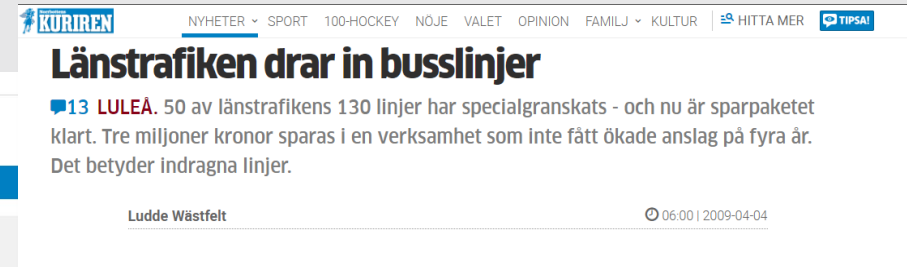 KURIREN NYHETER SPORT 100-HOCKEY NÖJE VALET OPINION FAMILJ KULTUR HITTA MER TIPSA!
Länstrafiken drar in busslinjer
13 LULEÅ. 50 av länstrafikens 130 linjer har specialgranskats - och nu är sparpaketet
klart. Tre miljoner kronor sparas i en verksamhet som inte fått ökade anslag på fyra år.
Det betyder indragna linjer.
Ludde Wästfelt 06:00 | 2009-04-04